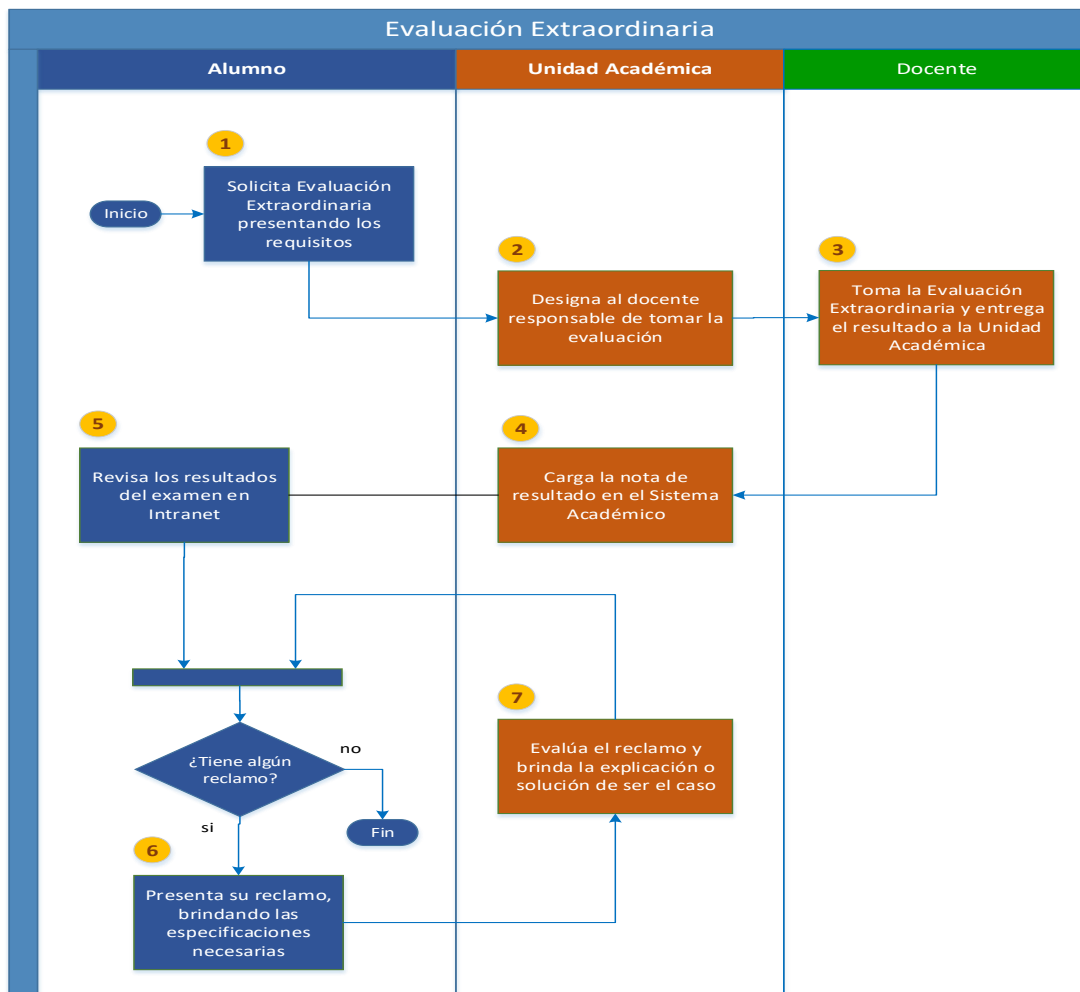 Evaluación Extraordinaria
Alumno
Unidad Académica
Docente
1
Inicio
Solicita Evaluación
Extraordinaria
presentando los
requisitos
2
Designa al docente
responsable de tomar la
evaluación
3
Toma la Evaluación
Extraordinaria y entrega
el resultado a la Unidad
Académica
4
Carga la nota de
resultado en el Sistema
Académico
5
Revisa los resultados
del examen en
Intranet
¿Tiene algún
reclamo?
no
Fin
si
6
Presenta su reclamo,
brindando las
especificaciones
necesarias
7
Evalúa el reclamo y
brinda la explicación o
solución de ser el caso